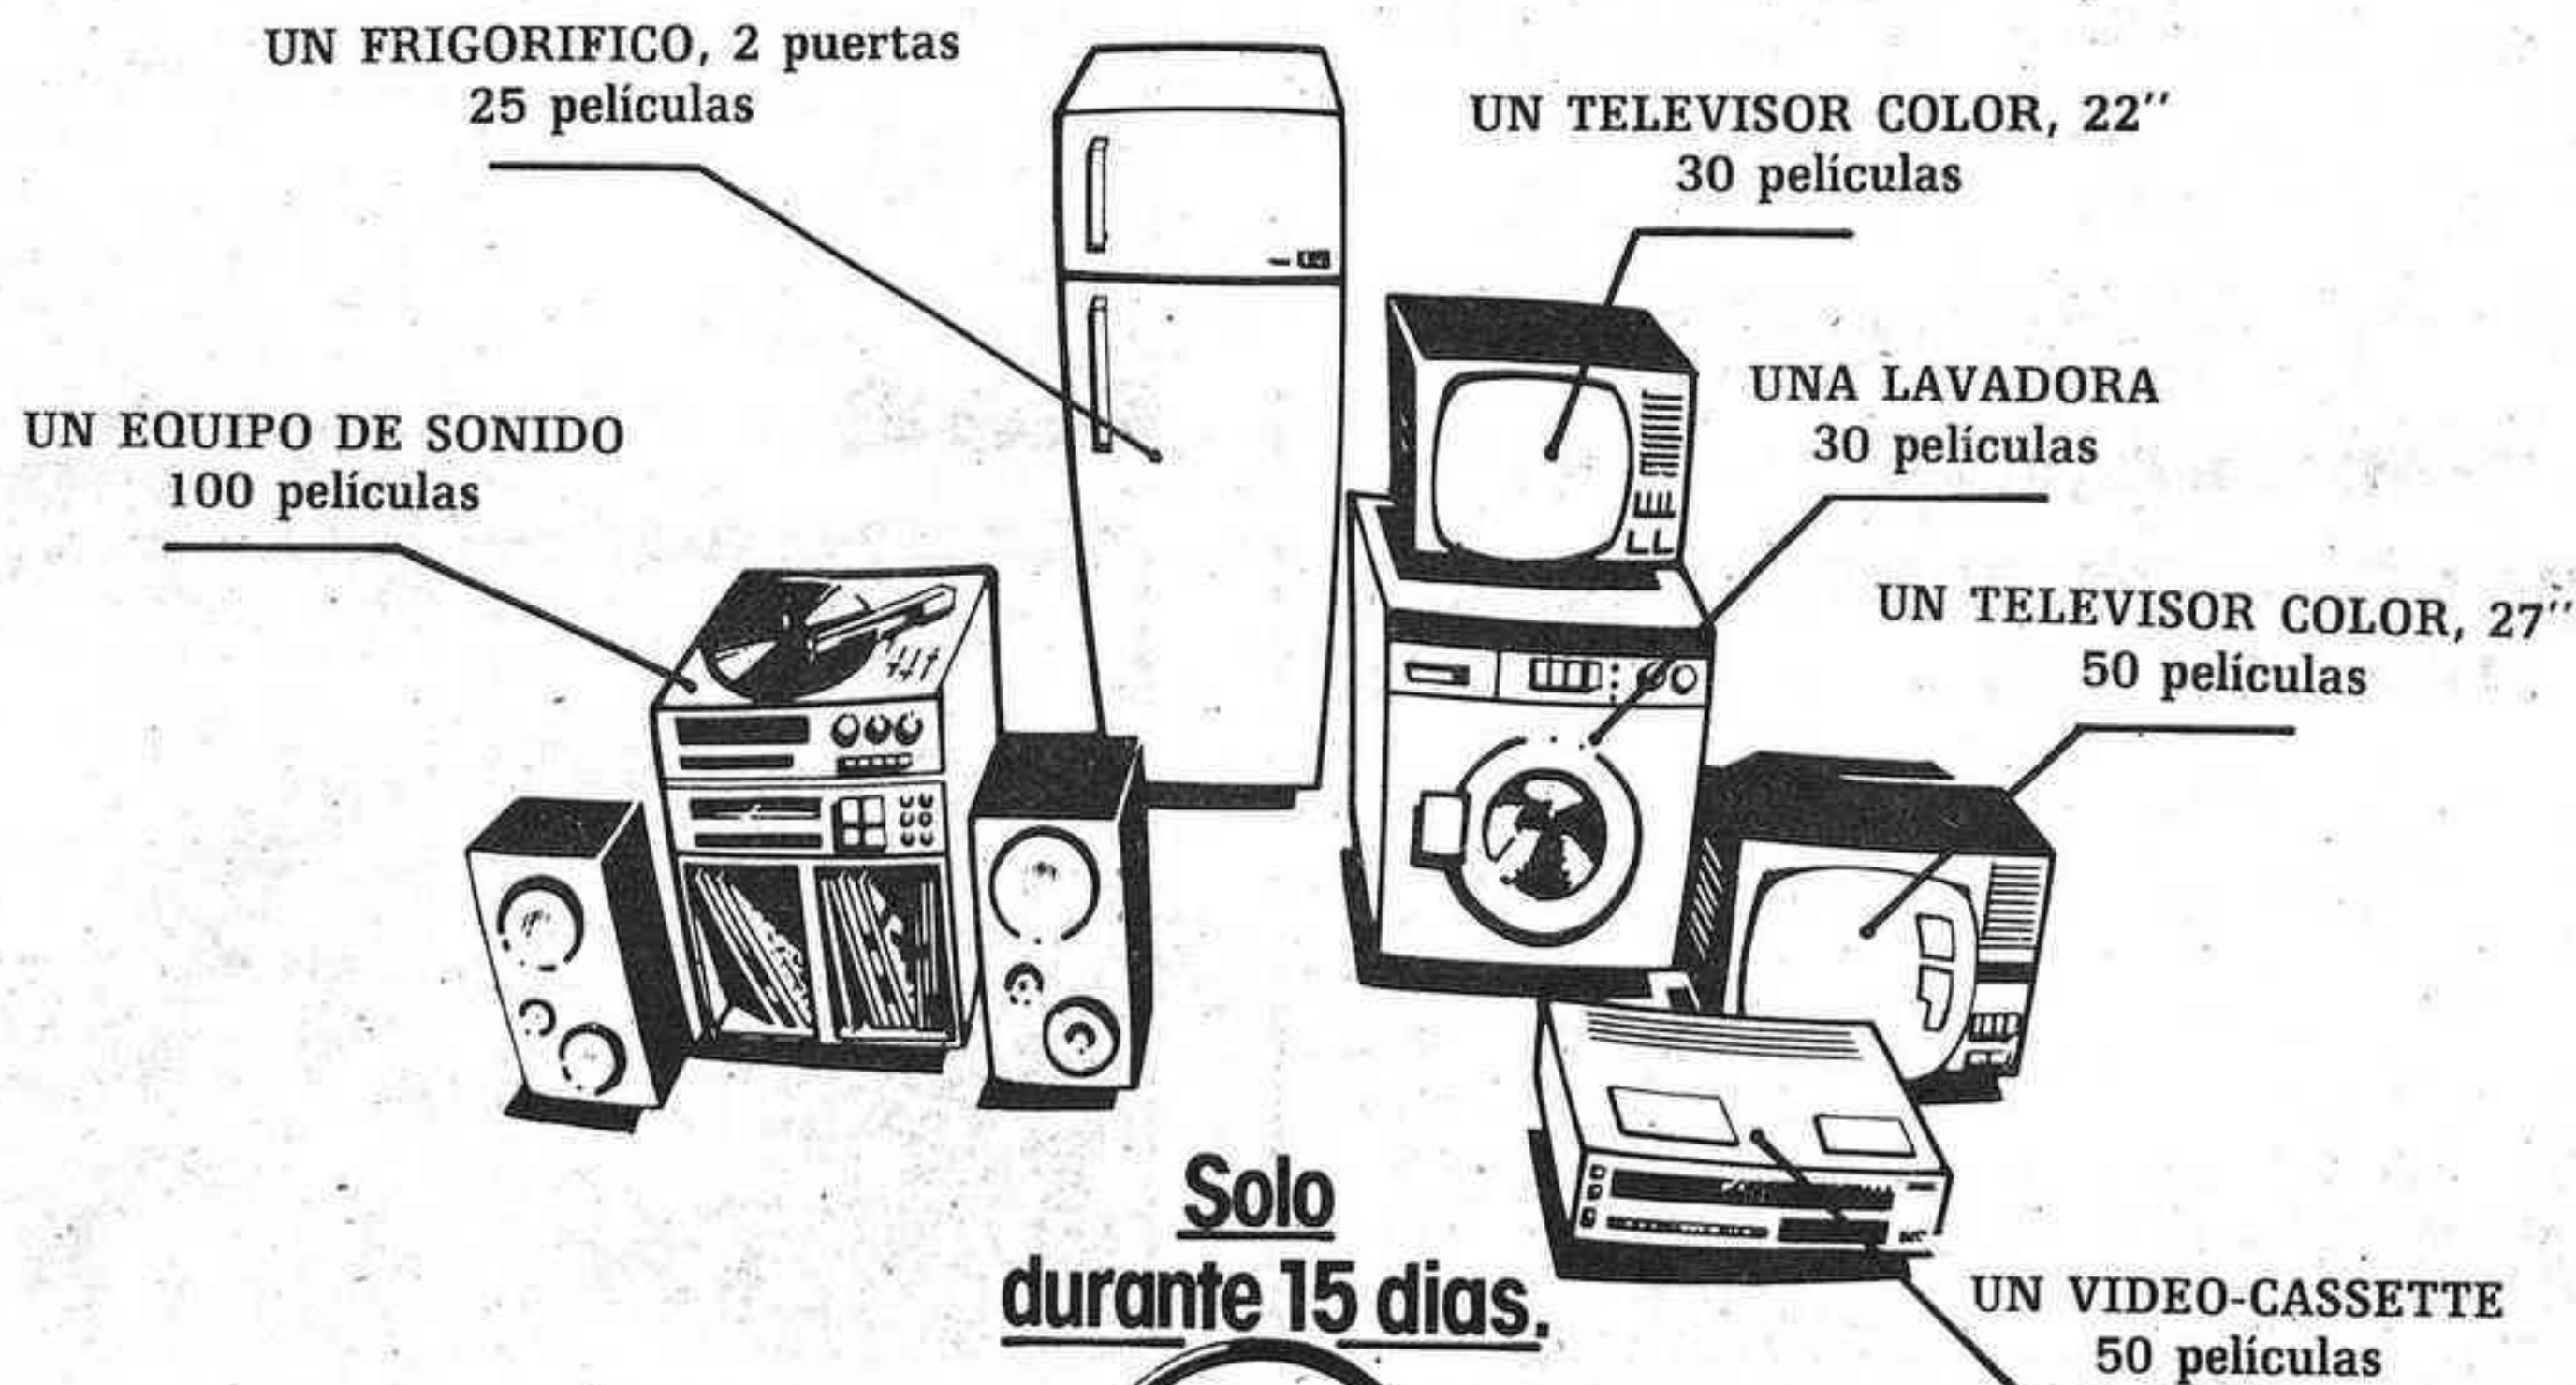 UN FRIGORIFICO, 2 puertas
25 películas
UN TELEVISOR COLOR, 22''
30 películas
UNA LAVADORA
30 películas
UN EQUIPO DE SONIDO
100 películas
UN TELEVISOR COLOR, 27''
50 películas
Solo
durante 15 dias.
UN VIDEO-CASSETTE
50 películas